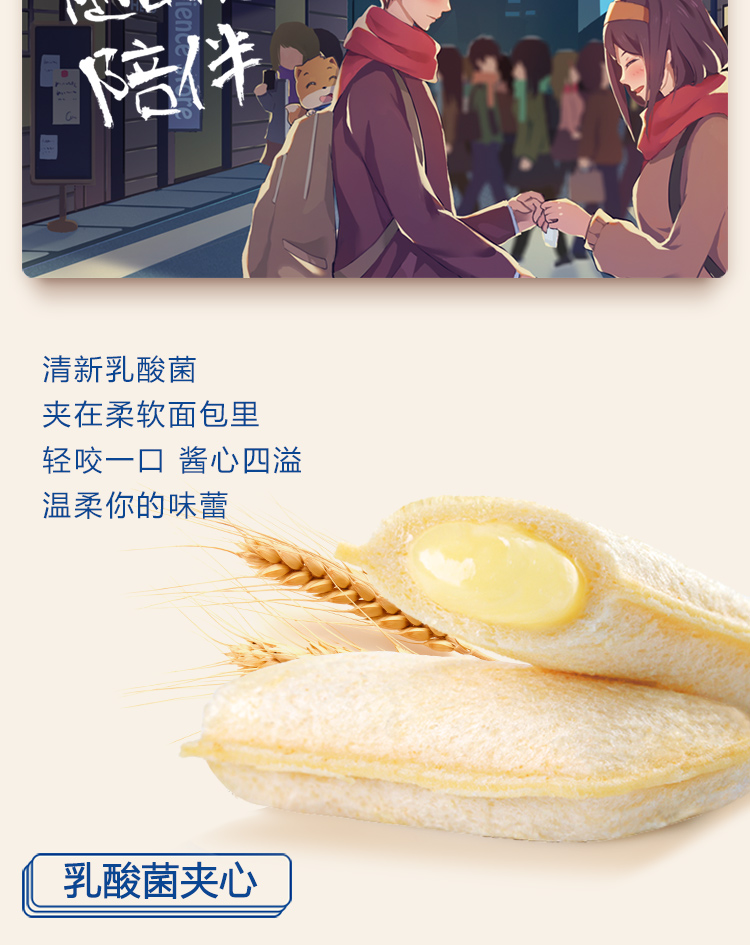 陪伴
清新乳酸菌
夹在柔软面包里
轻咬一口 酱心四溢
温柔你的味蕾
乳酸菌夹心